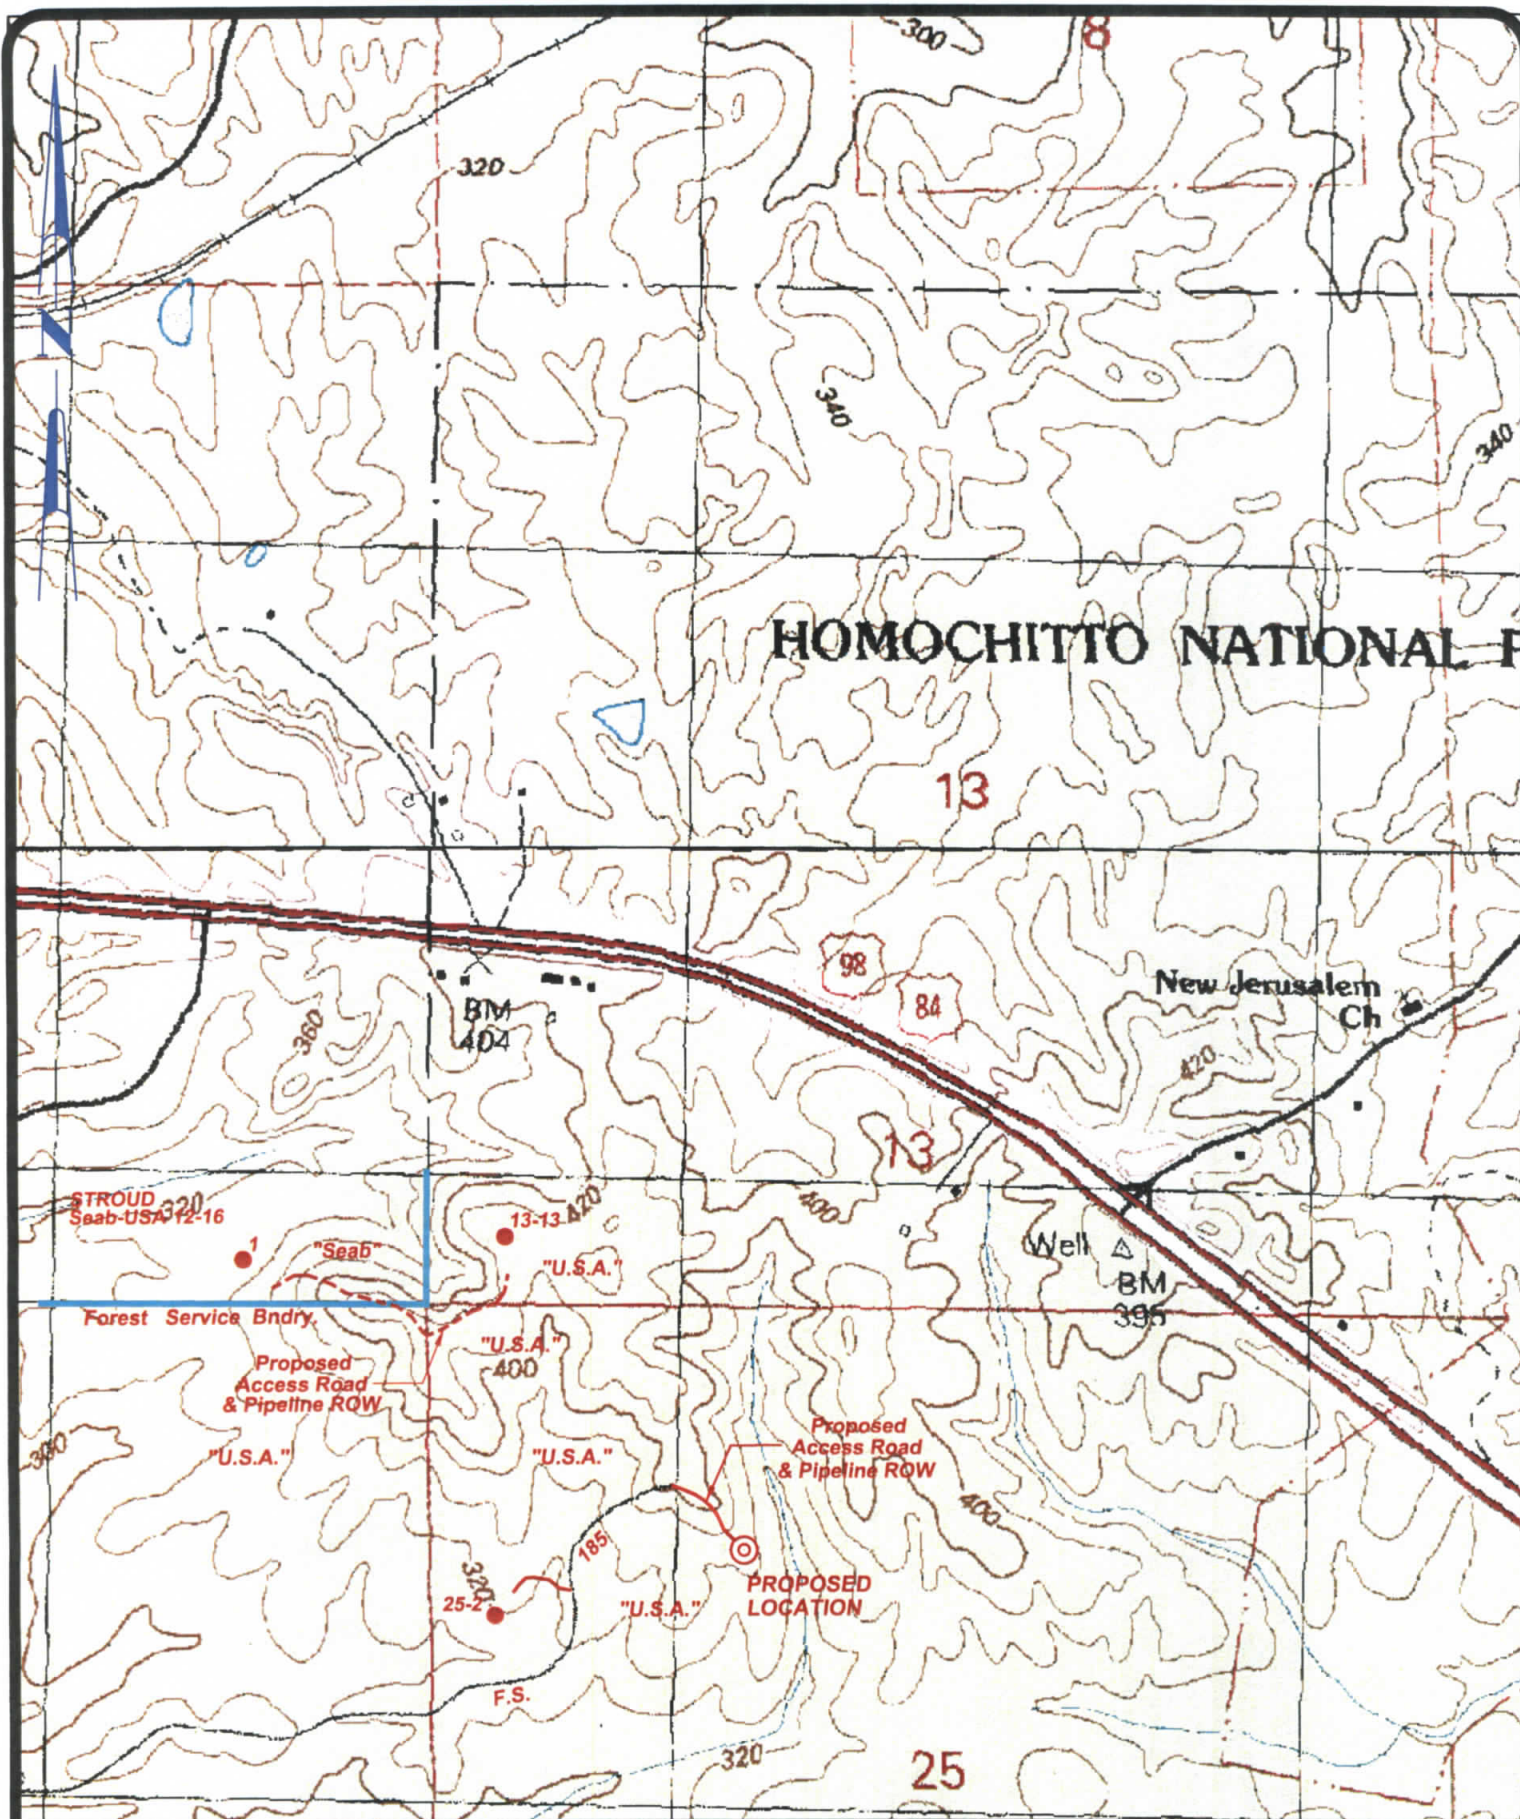 300
8
320
N
340
340
HOMOCHITTO NATIONAL F
13
98
84
New Jerusalem
Ch
BM
404
360
420
13
STROUD
Seab-USA 12-16
320
1
"Seab"
13-13
420
400
"U.S.A."
Well
BM
395
Forest Service Bndry.
"U.S.A."
400
Proposed
Access Road
& Pipeline ROW
Proposed
Access Road
& Pipeline ROW
"U.S.A."
"U.S.A."
400
185
320
25-2
PROPOSED
LOCATION
"U.S.A."
F.S.
320
25